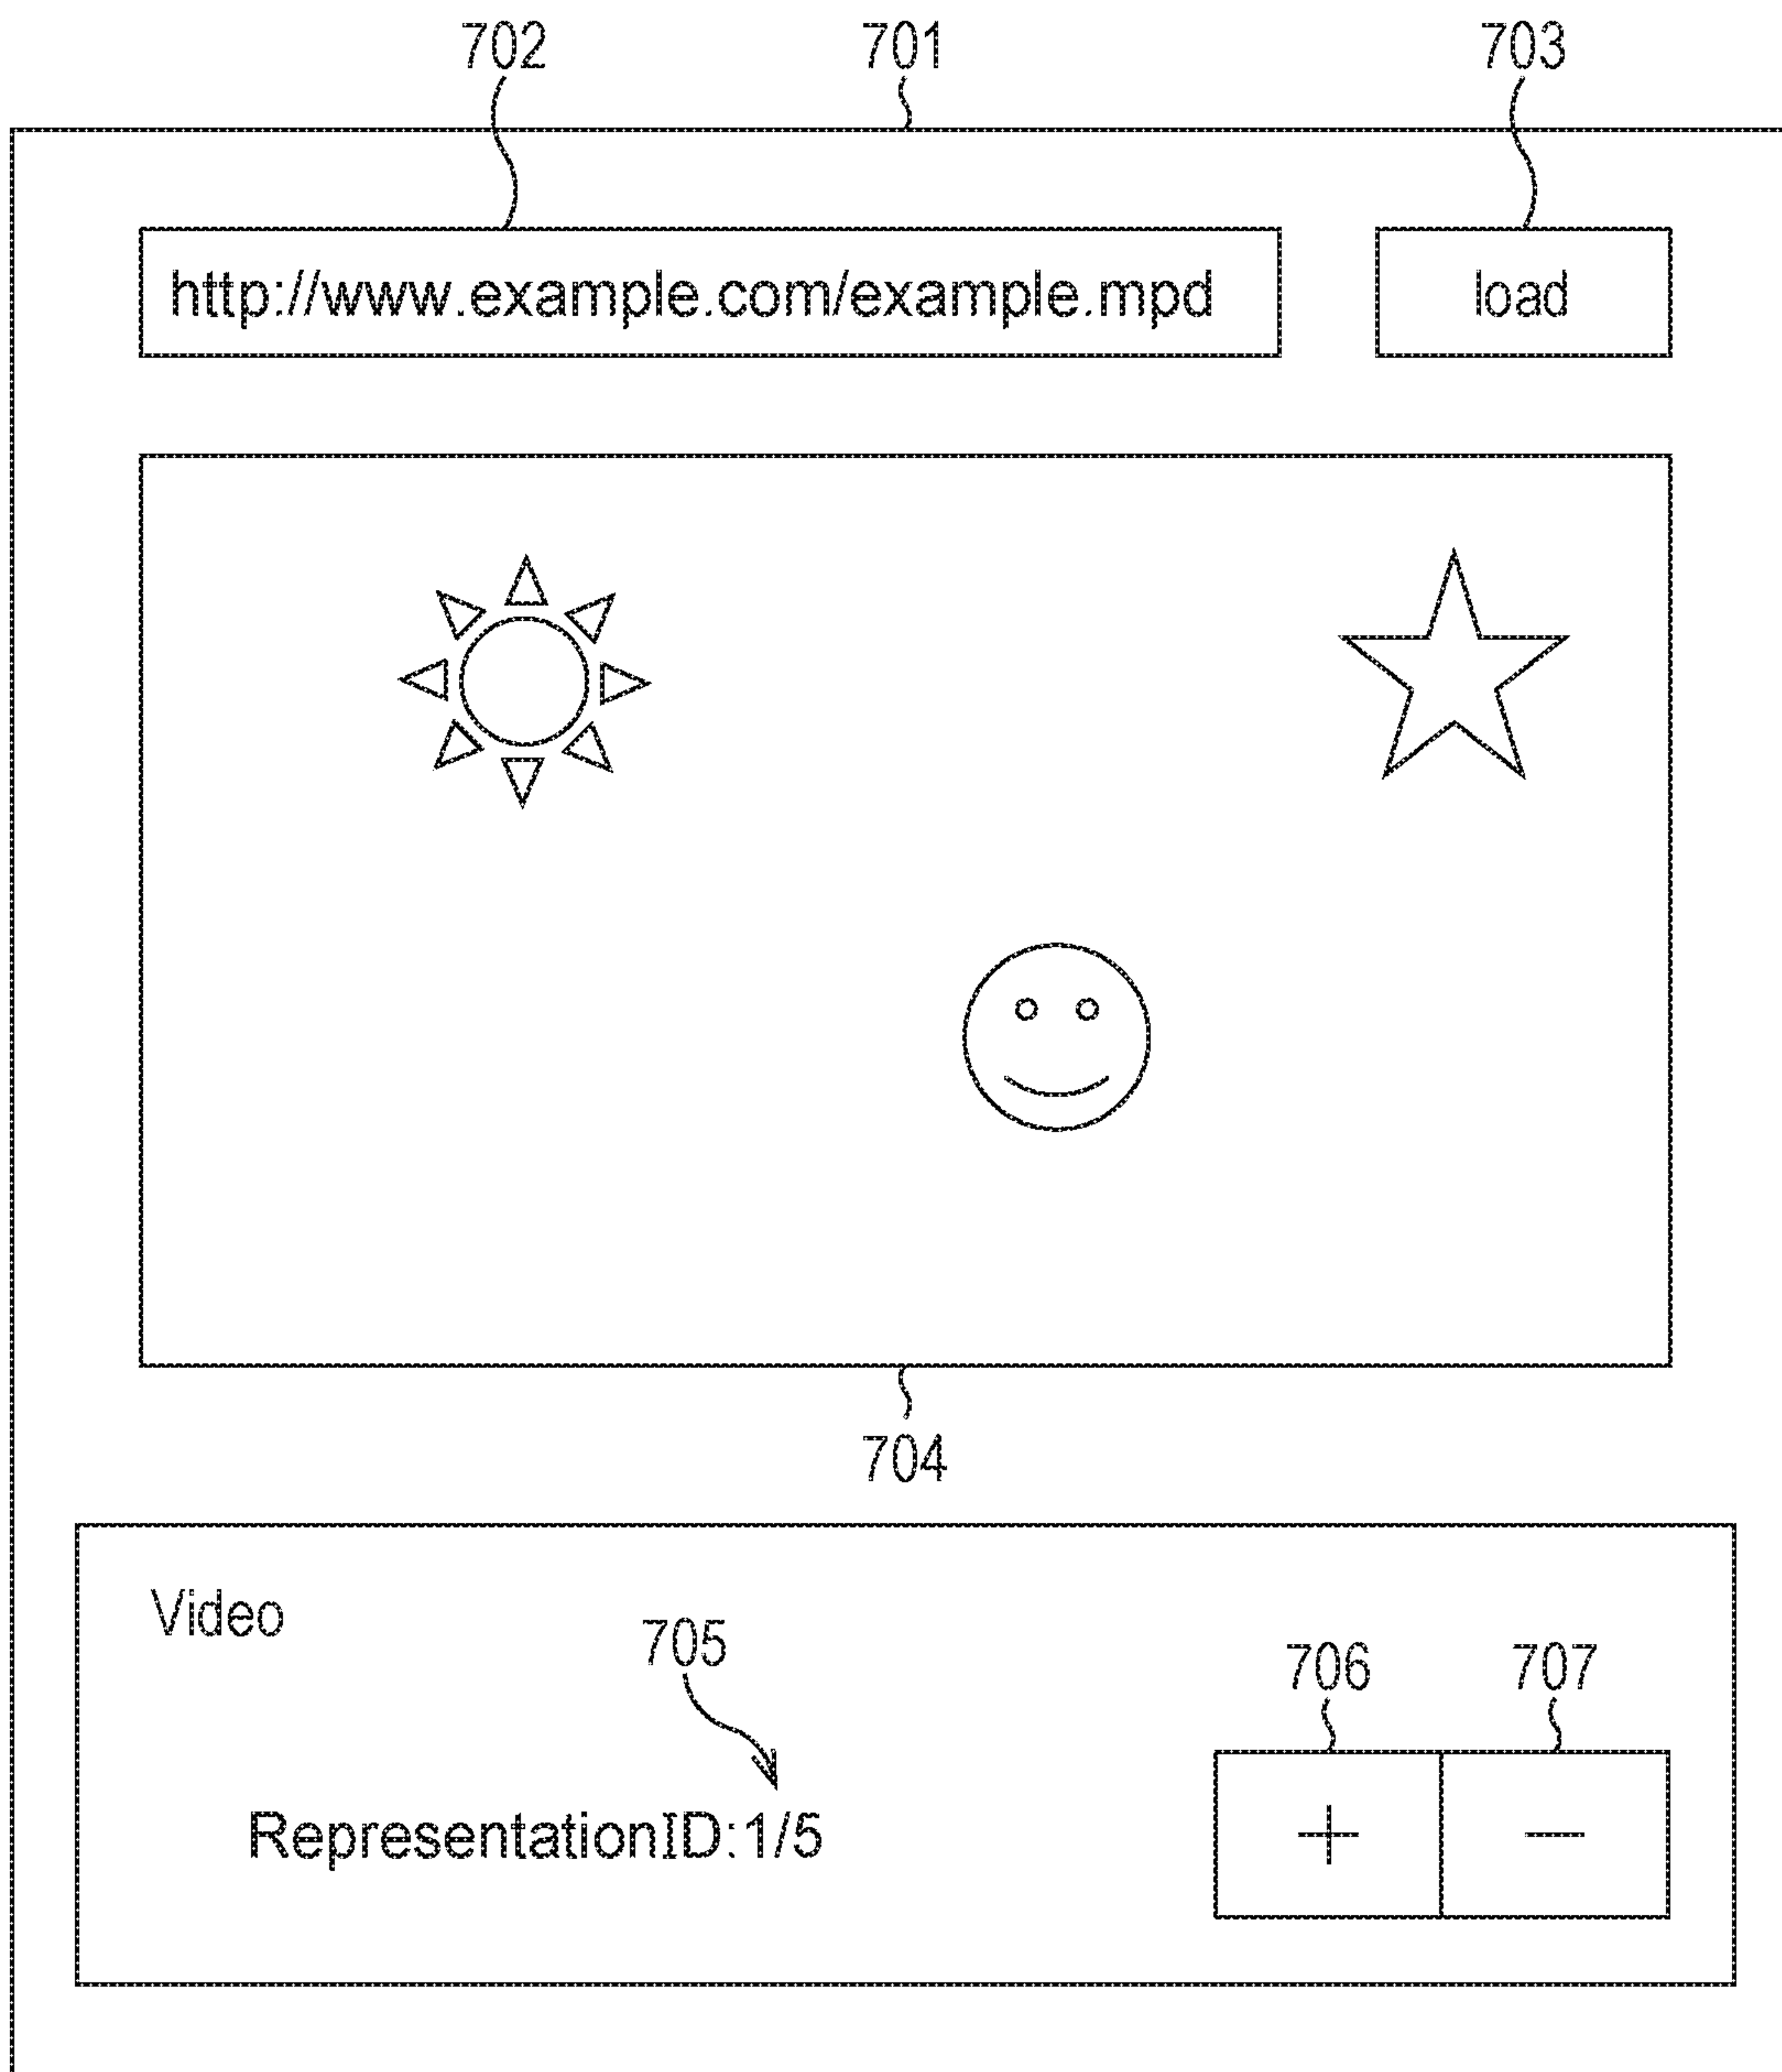 702 701 703
http://www.example.com/example.mpd load
704
Video
705 706 707
RepresentationID:1/5 + −